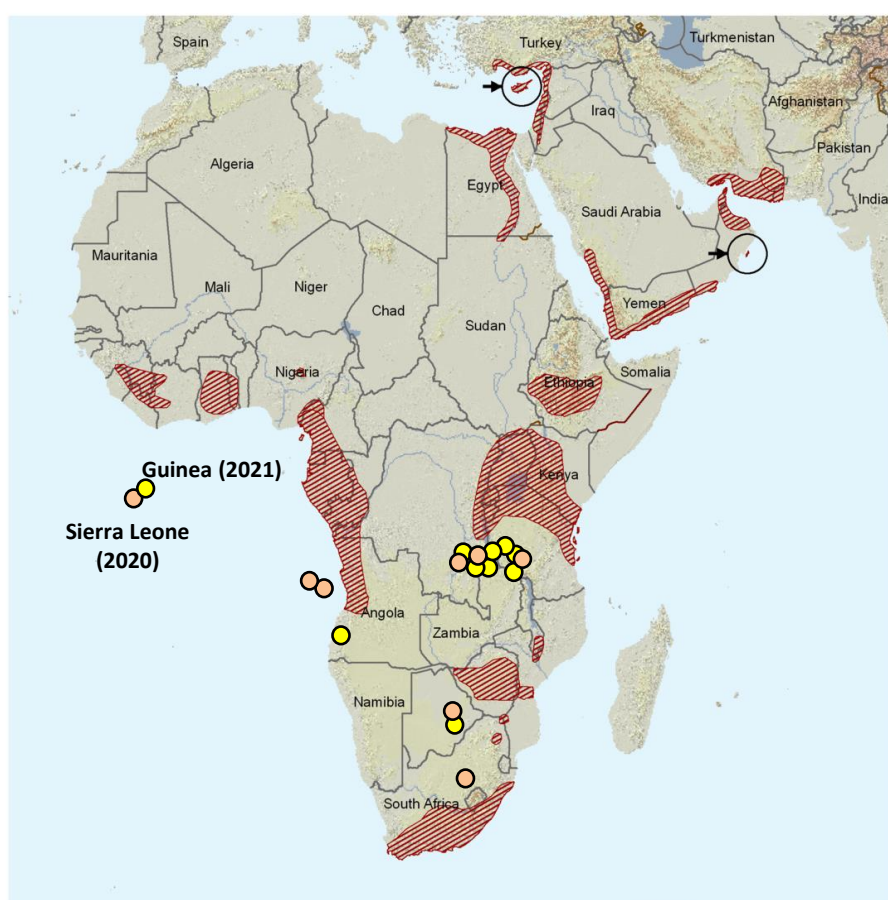 Spain
Turkey
Turkmenistan
Iraq
Afghanistan
Pakistan
Algeria
Egypt
Saudi Arabia
India
Mauritania
Mali
Niger
Chad
Sudan
Yemen
Nigeria
Ethiopia
Somalia
Guinea (2021)
Kenya
Sierra Leone
(2020)
Angola
Zambia
Namibia
South Africa